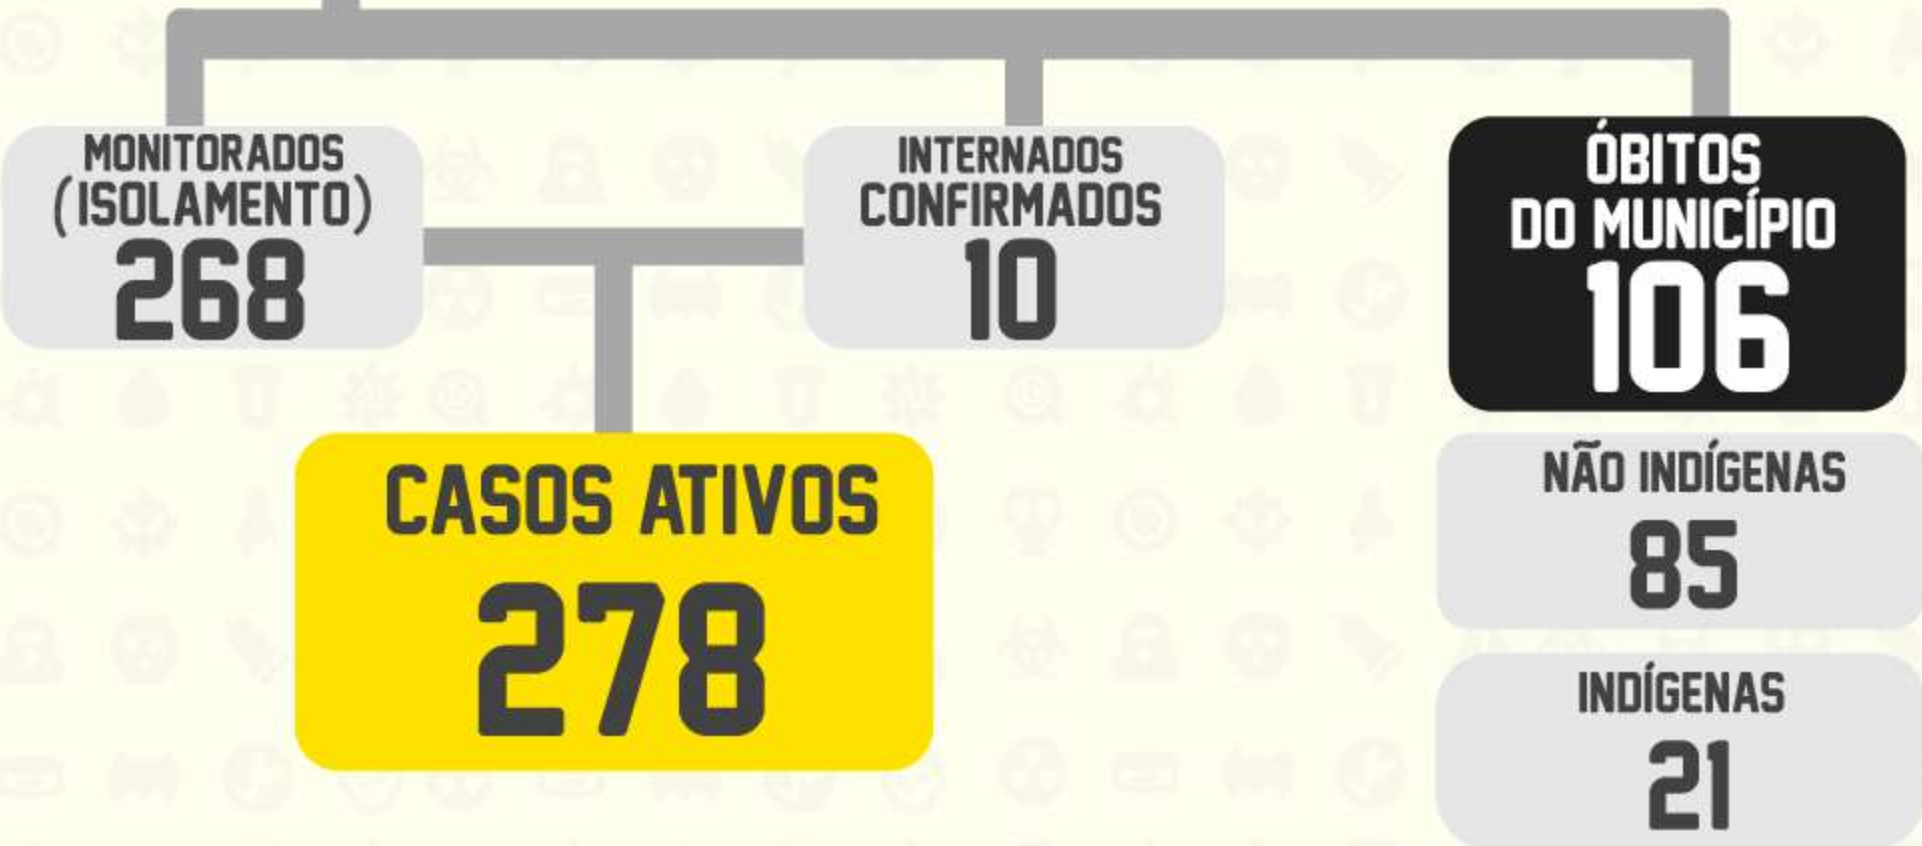 MONITORADOS
(ISOLAMENTO)
268
INTERNADOS
CONFIRMADOS
10
ÓBITOS
DO MUNICÍPIO
106
CASOS ATIVOS
278
NÃO INDÍGENAS
85
INDÍGENAS
21